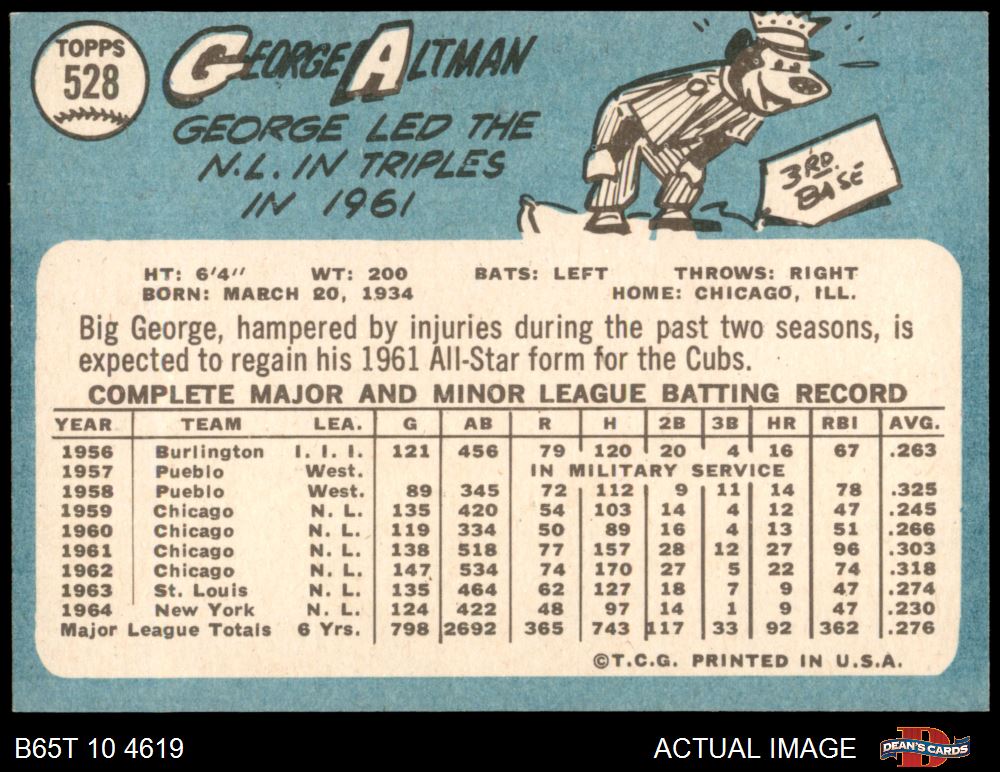 TOPPS
528
GEORGE ALTMAN
GEORGE LED THE
N.L. IN TRIPLES
IN 1961
3RD
BASE
HT: 6'4" WT: 200 BATS: LEFT THROWS: RIGHT
BORN: MARCH 20, 1934 HOME: CHICAGO, ILL.
Big George, hampered by injuries during the past two seasons, is
expected to regain his 1961 All-Star form for the Cubs.
COMPLETE MAJOR AND MINOR LEAGUE BATTING RECORD
YEAR TEAM LEA. G AB R H 2B 3B HR RBI AVG.
1956 Burlington I. I. I. 121 456 79 120 20 4 16 67 .263
1957 Pueblo West. IN MILITARY SERVICE
1958 Pueblo West. 89 345 72 112 9 11 14 78 .325
1959 Chicago N. L. 135 420 54 103 14 4 12 47 .245
1960 Chicago N. L. 119 334 50 89 16 4 13 51 .266
1961 Chicago N. L. 138 518 77 157 28 12 27 96 .303
1962 Chicago N. L. 147 534 74 170 27 5 22 74 .318
1963 St. Louis N. L. 135 464 62 127 18 7 9 47 .274
1964 New York N. L. 124 422 48 97 14 1 9 47 .230
Major League Totals 6 Yrs. 798 2692 365 743 117 33 92 362 .276
©T.C.G. PRINTED IN U.S.A.
B65T 10 4619 ACTUAL IMAGE DEAN'S CARDS